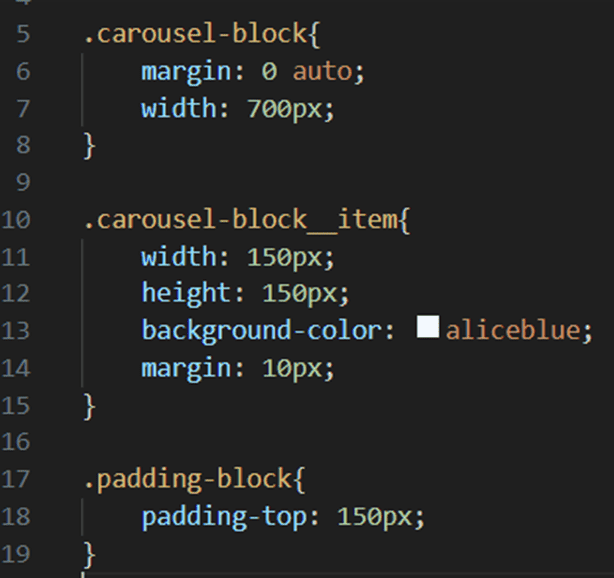 5 .carousel-block{
6 margin: 0 auto;
7 width: 700px;
8 }
9
10 .carousel-block__item{
11 width: 150px;
12 height: 150px;
13 background-color: aliceblue;
14 margin: 10px;
15 }
16
17 .padding-block{
18 padding-top: 150px;
19 }